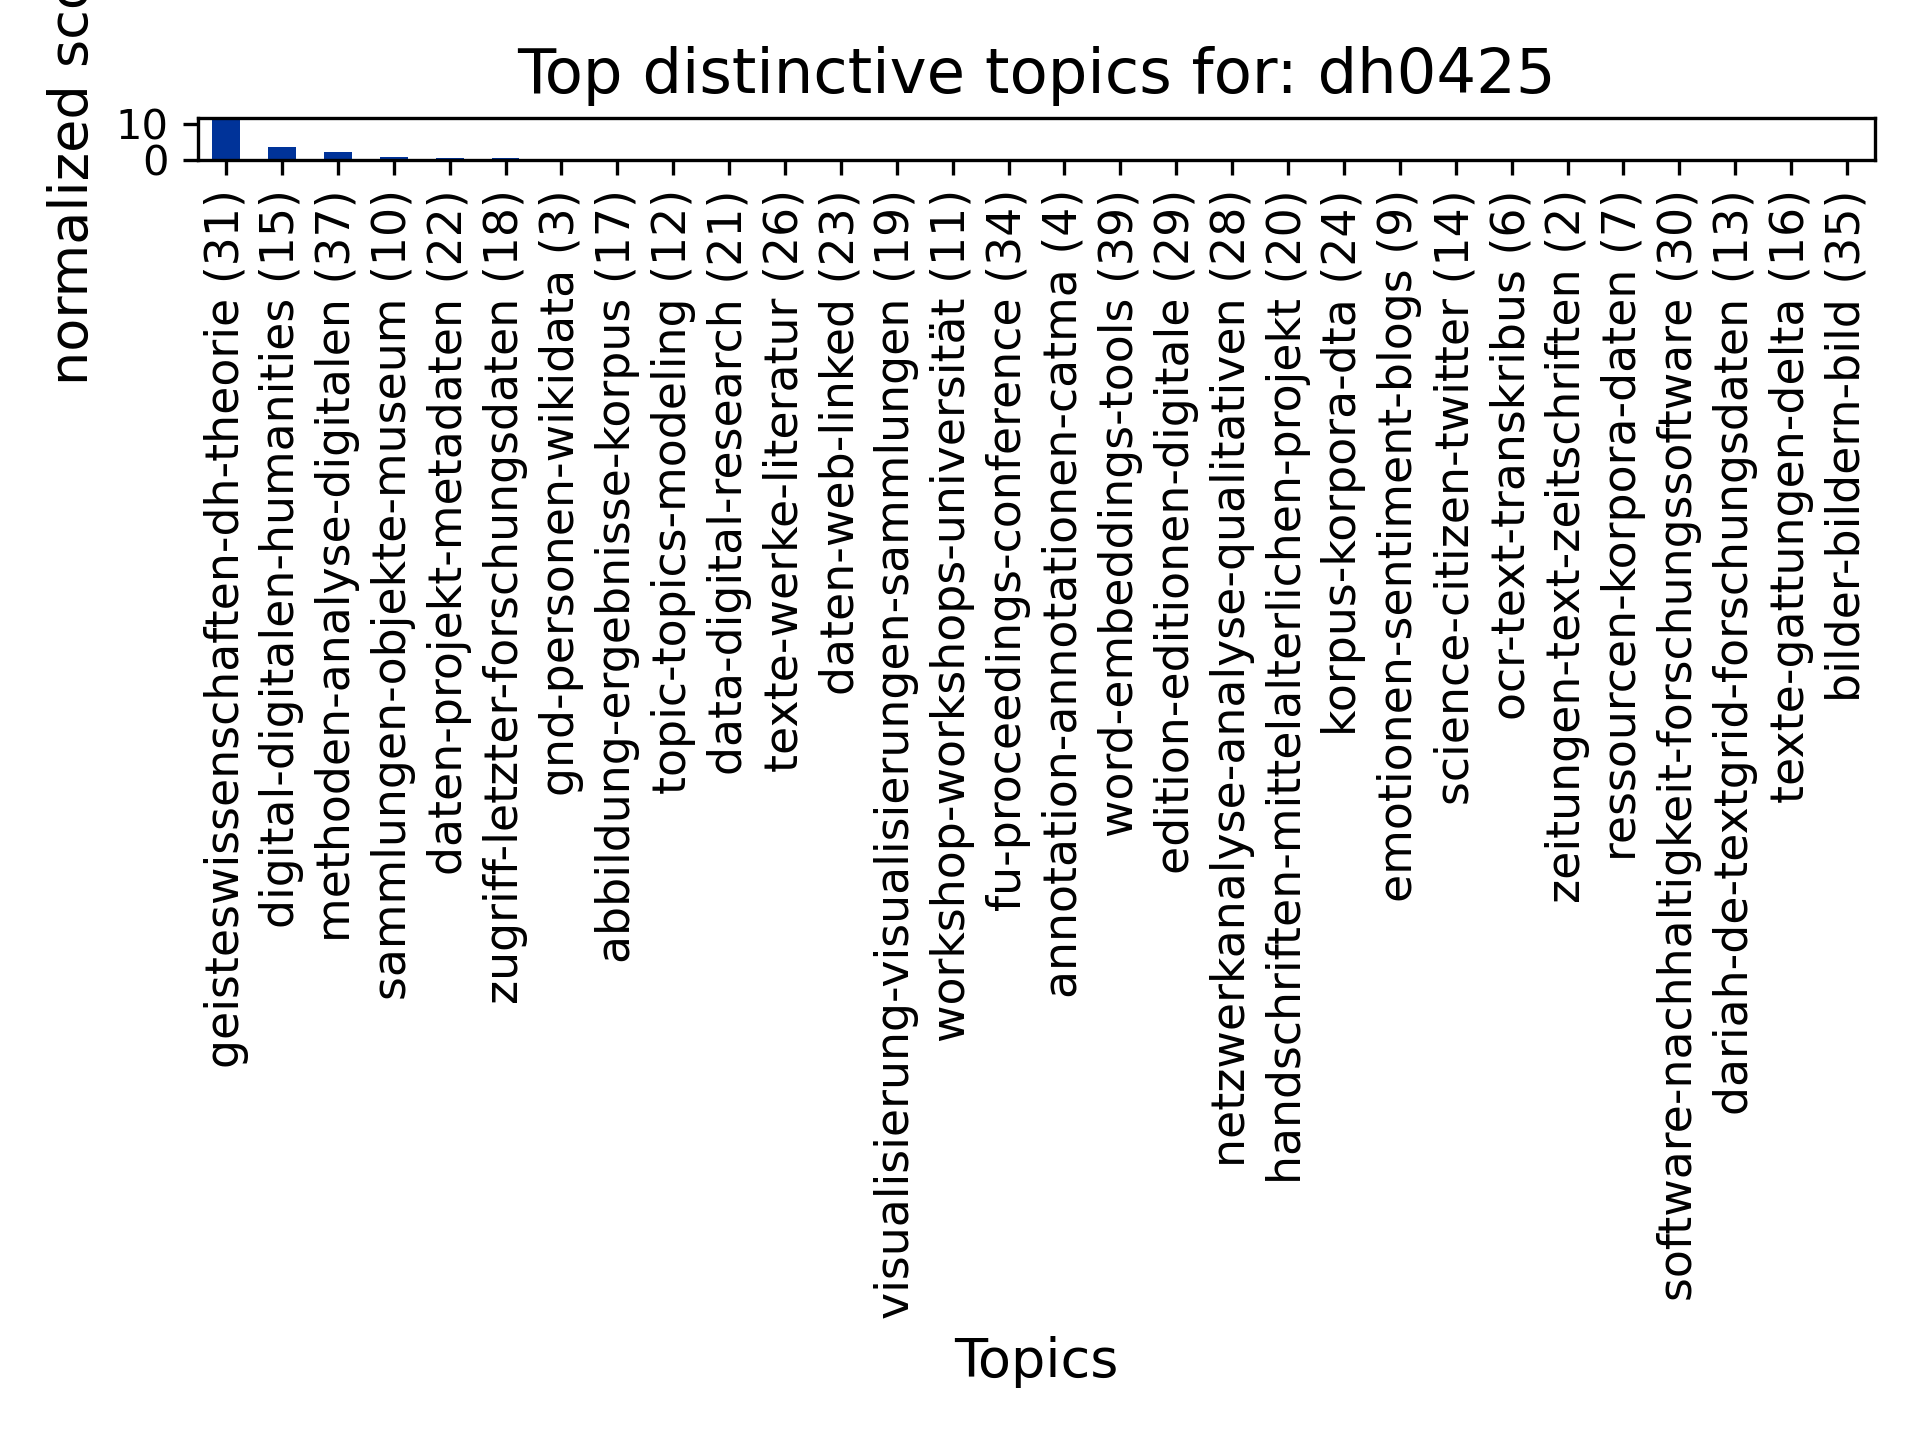 Top distinctive topics for: dh0425
normalized
10
0
geisteswissenschaften-dh-theorie (31)
digital-digitalen-humanities (15)
methoden-analyse-digitalen (37)
sammlungen-objekte-museum (10)
daten-projekt-metadaten (22)
zugriff-letzter-forschungsdaten (18)
gnd-personen-wikidata (3)
abbildung-ergebnisse-korpus (17)
topic-topics-modeling (12)
data-digital-research (21)
texte-werke-literatur (26)
daten-web-linked (23)
visualisierung-visualisierungen-sammlungen (19)
workshop-workshops-universität (11)
fu-proceedings-conference (34)
annotation-annotationen-catma (4)
word-embeddings-tools (39)
edition-editionen-digitale (29)
netzwerkanalyse-analyse-qualitativen (28)
handschriften-mittelalterlichen-projekt (20)
korpus-korpora-dta (24)
emotionen-sentiment-blogs (9)
science-citizen-twitter (14)
ocr-text-transkribus (6)
zeitungen-text-zeitschriften (2)
ressourcen-korpora-daten (7)
software-nachhaltigkeit-forschungssoftware (30)
dariah-de-textgrid-forschungsdaten (13)
texte-gattungen-delta (16)
bilder-bildern-bild (35)
Topics